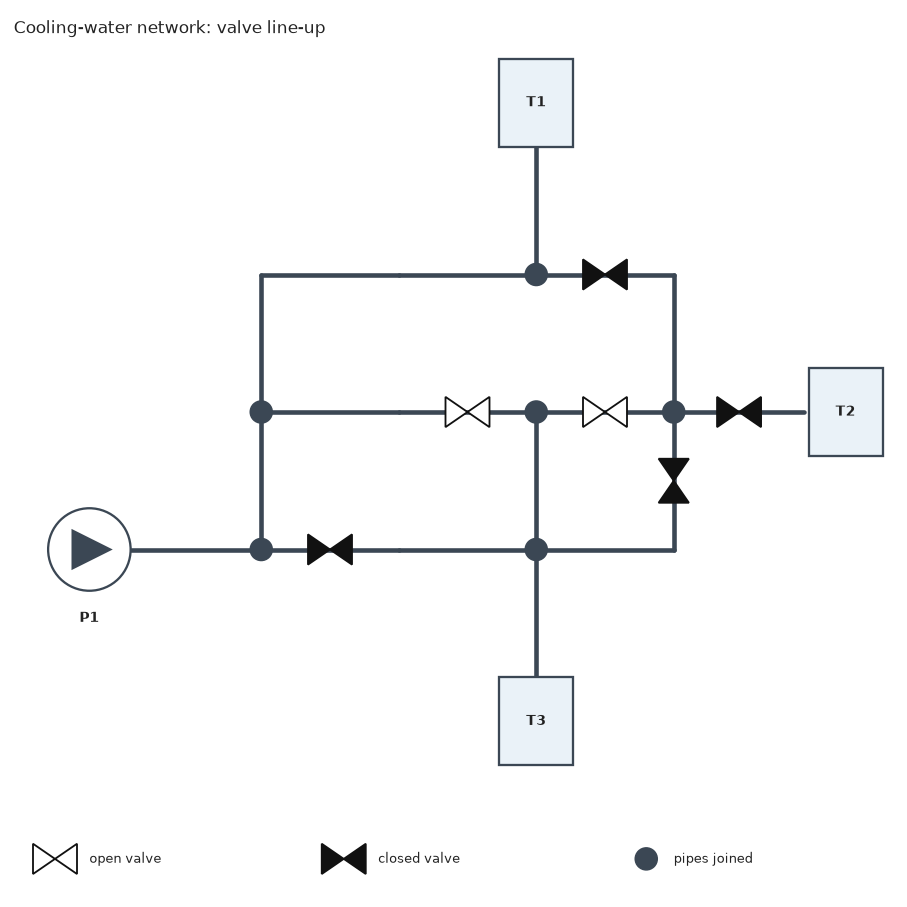 Cooling-water network: valve line-up
T1
T2
P1
T3
open valve
closed valve
pipes joined